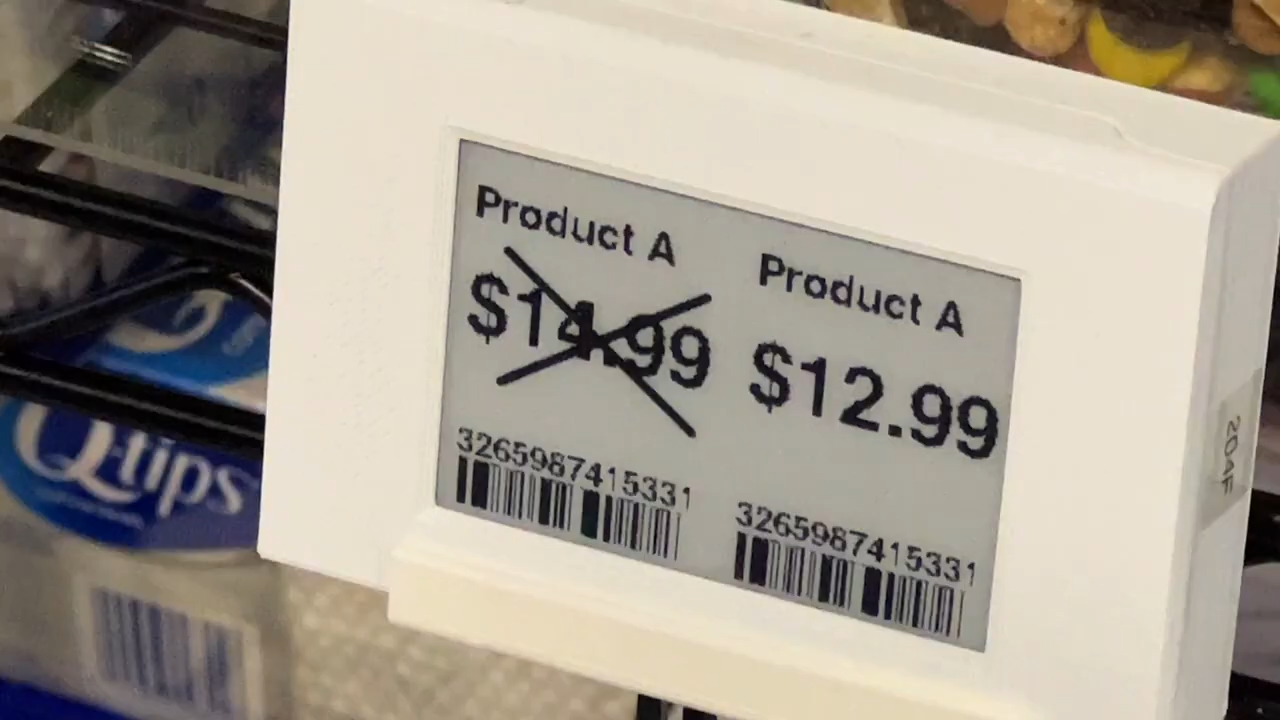 Product A
$14.99
3265987415331
Product A
$12.99
3265987415331
204F
Q-tips